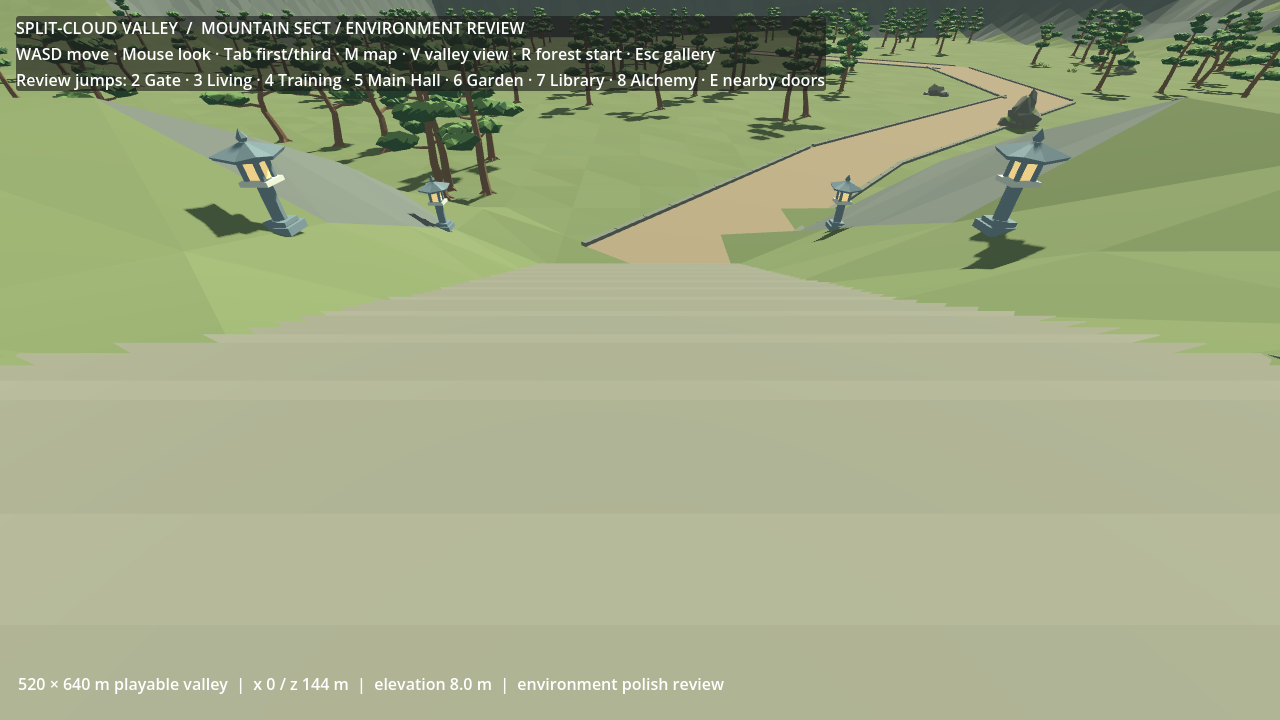 SPLIT-CLOUD VALLEY / MOUNTAIN SECT / ENVIRONMENT REVIEW
WASD move · Mouse look · Tab first/third · M map · V valley view · R forest start · Esc gallery
Review jumps: 2 Gate · 3 Living · 4 Training · 5 Main Hall · 6 Garden · 7 Library · 8 Alchemy · E nearby doors
520 × 640 m playable valley | x 0 / z 144 m | elevation 8.0 m | environment polish review